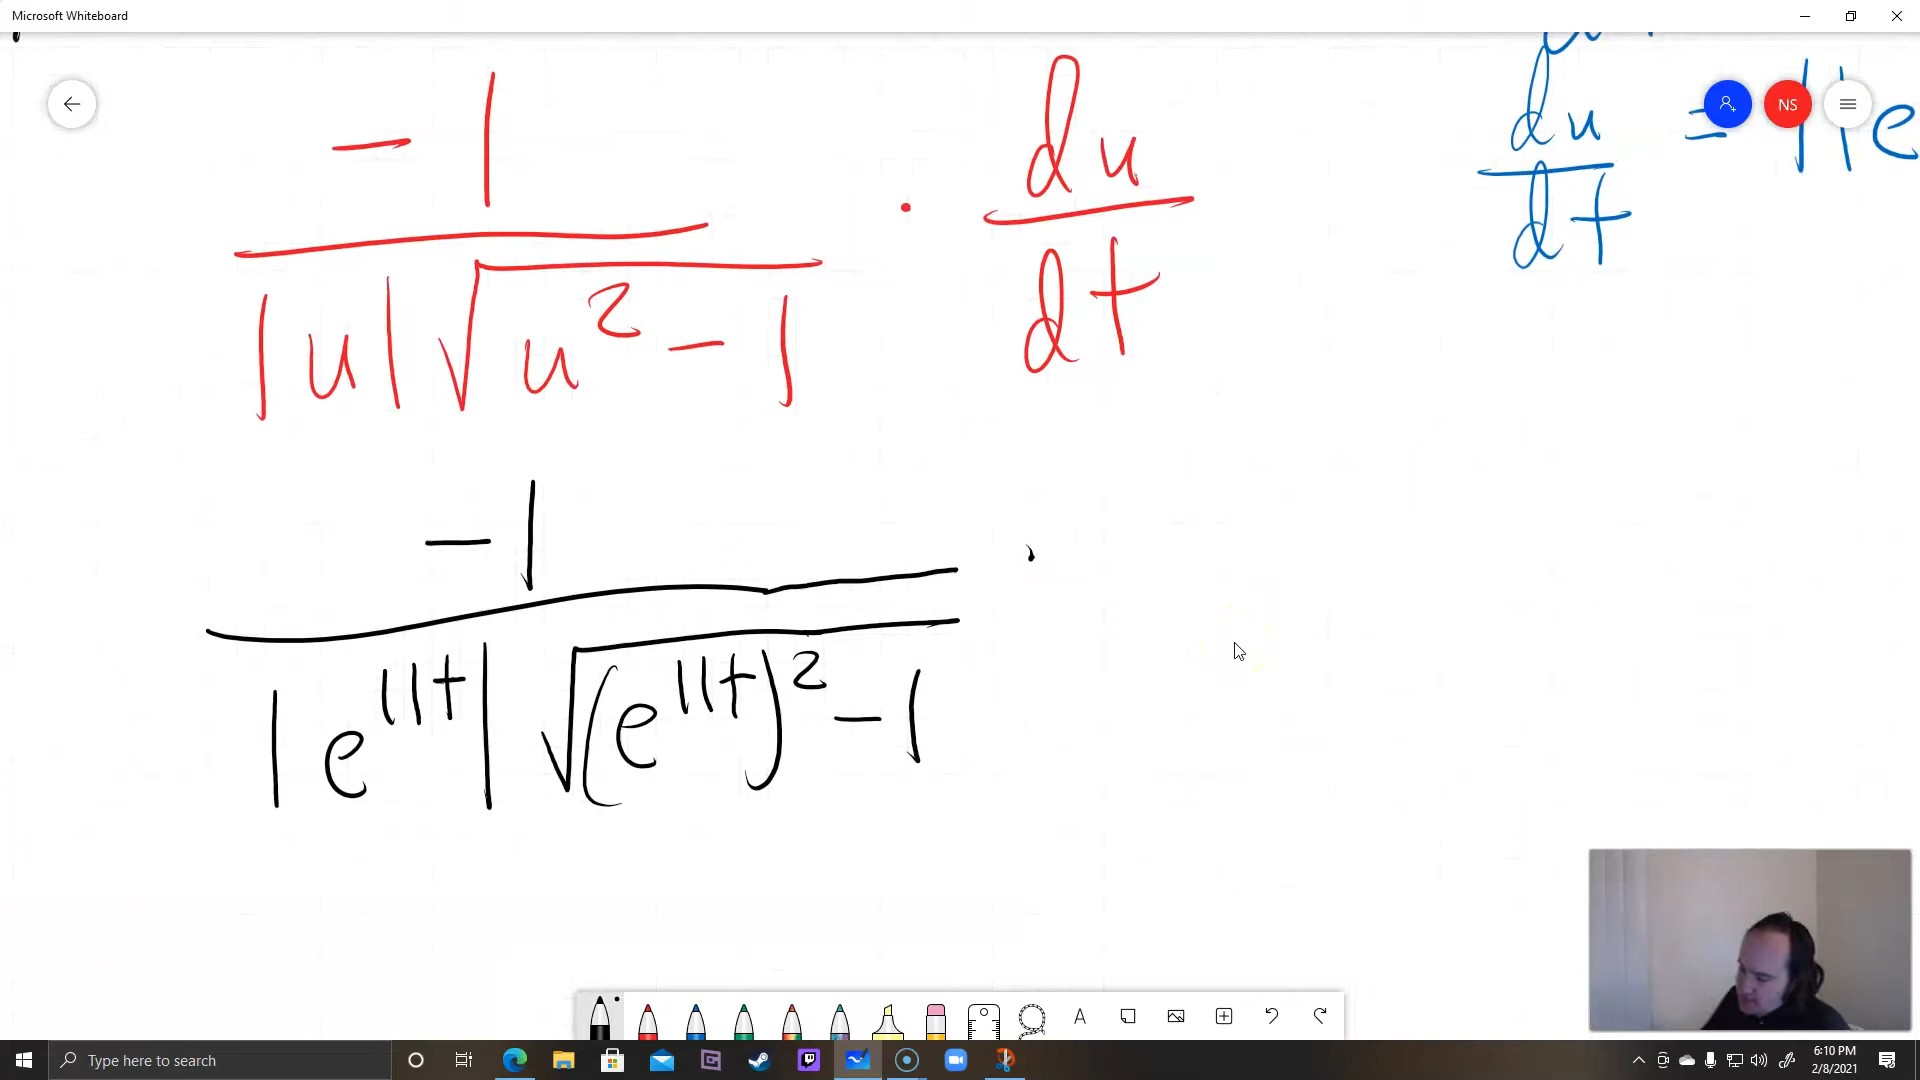 Microsoft Whiteboard
-1 / (|u| √(u² - 1)) · du/dt
du/dt = 11e
NS
-1 / (|e^(11t)| √((e^(11t))² - 1)) ·
A
Type here to search
6:10 PM
2/8/2021